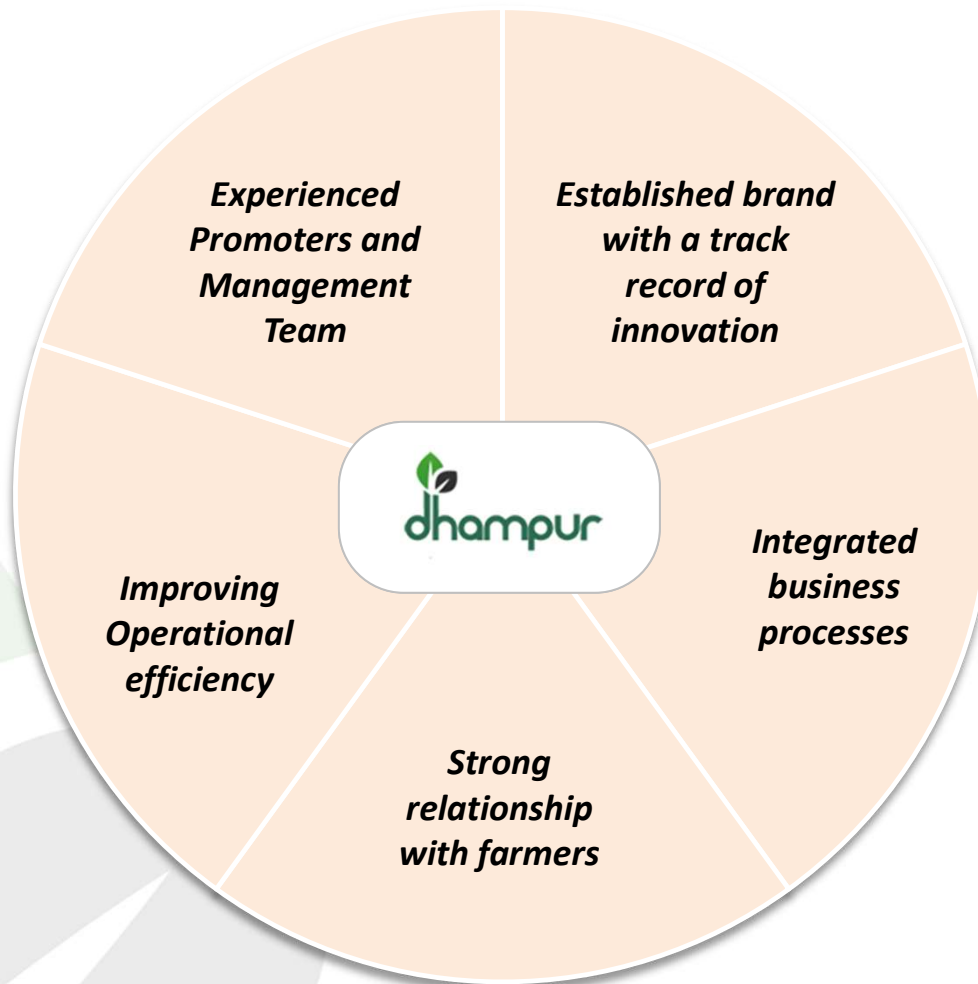 Experienced
Promoters and
Management
Team
Established brand
with a track
record of
innovation
dhampur
Integrated
business
processes
Improving
Operational
efficiency
Strong
relationship
with farmers